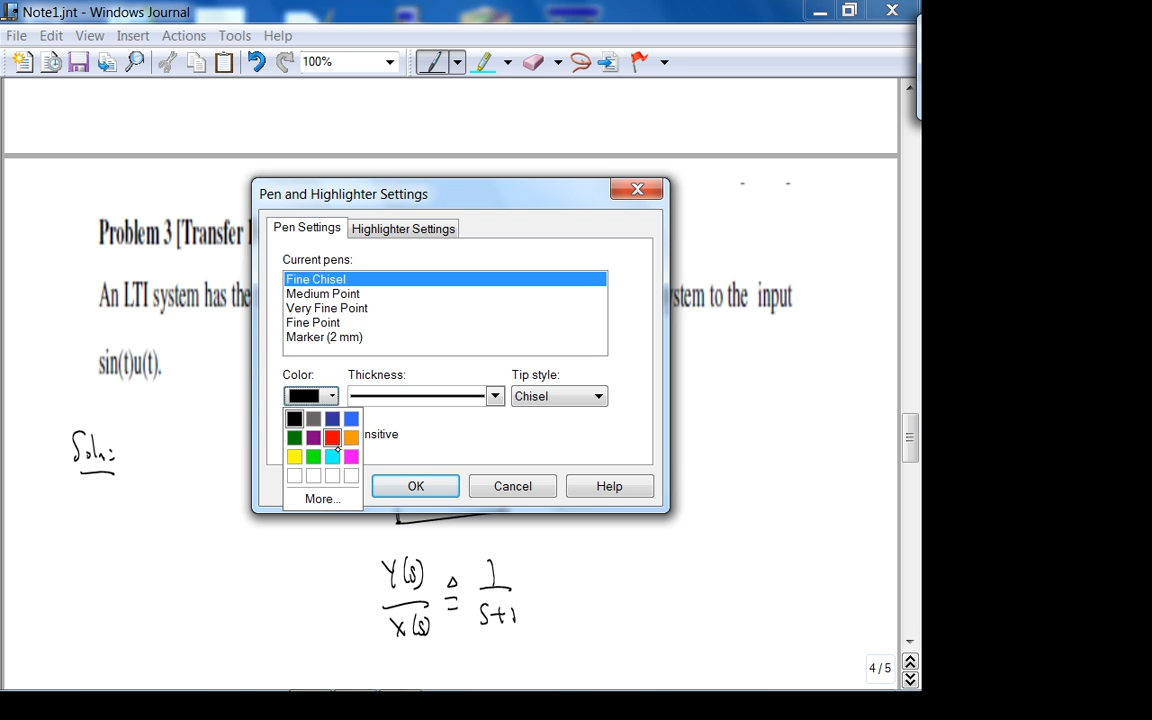 Note1.jnt - Windows Journal
File Edit View Insert Actions Tools Help
100%
Pen and Highlighter Settings
Pen Settings Highlighter Settings
Problem 3 [Transfer
Current pens:
Fine Chisel
Medium Point
Very Fine Point
Fine Point
Marker (2 mm)
An LTI system has the
stem to the input
sin(t)u(t).
Color: Thickness: Tip style:
Chisel
nsitive
Soln:
OK Cancel Help
More...
Y(s) ≜ 1
X(s) s+1
4 / 5